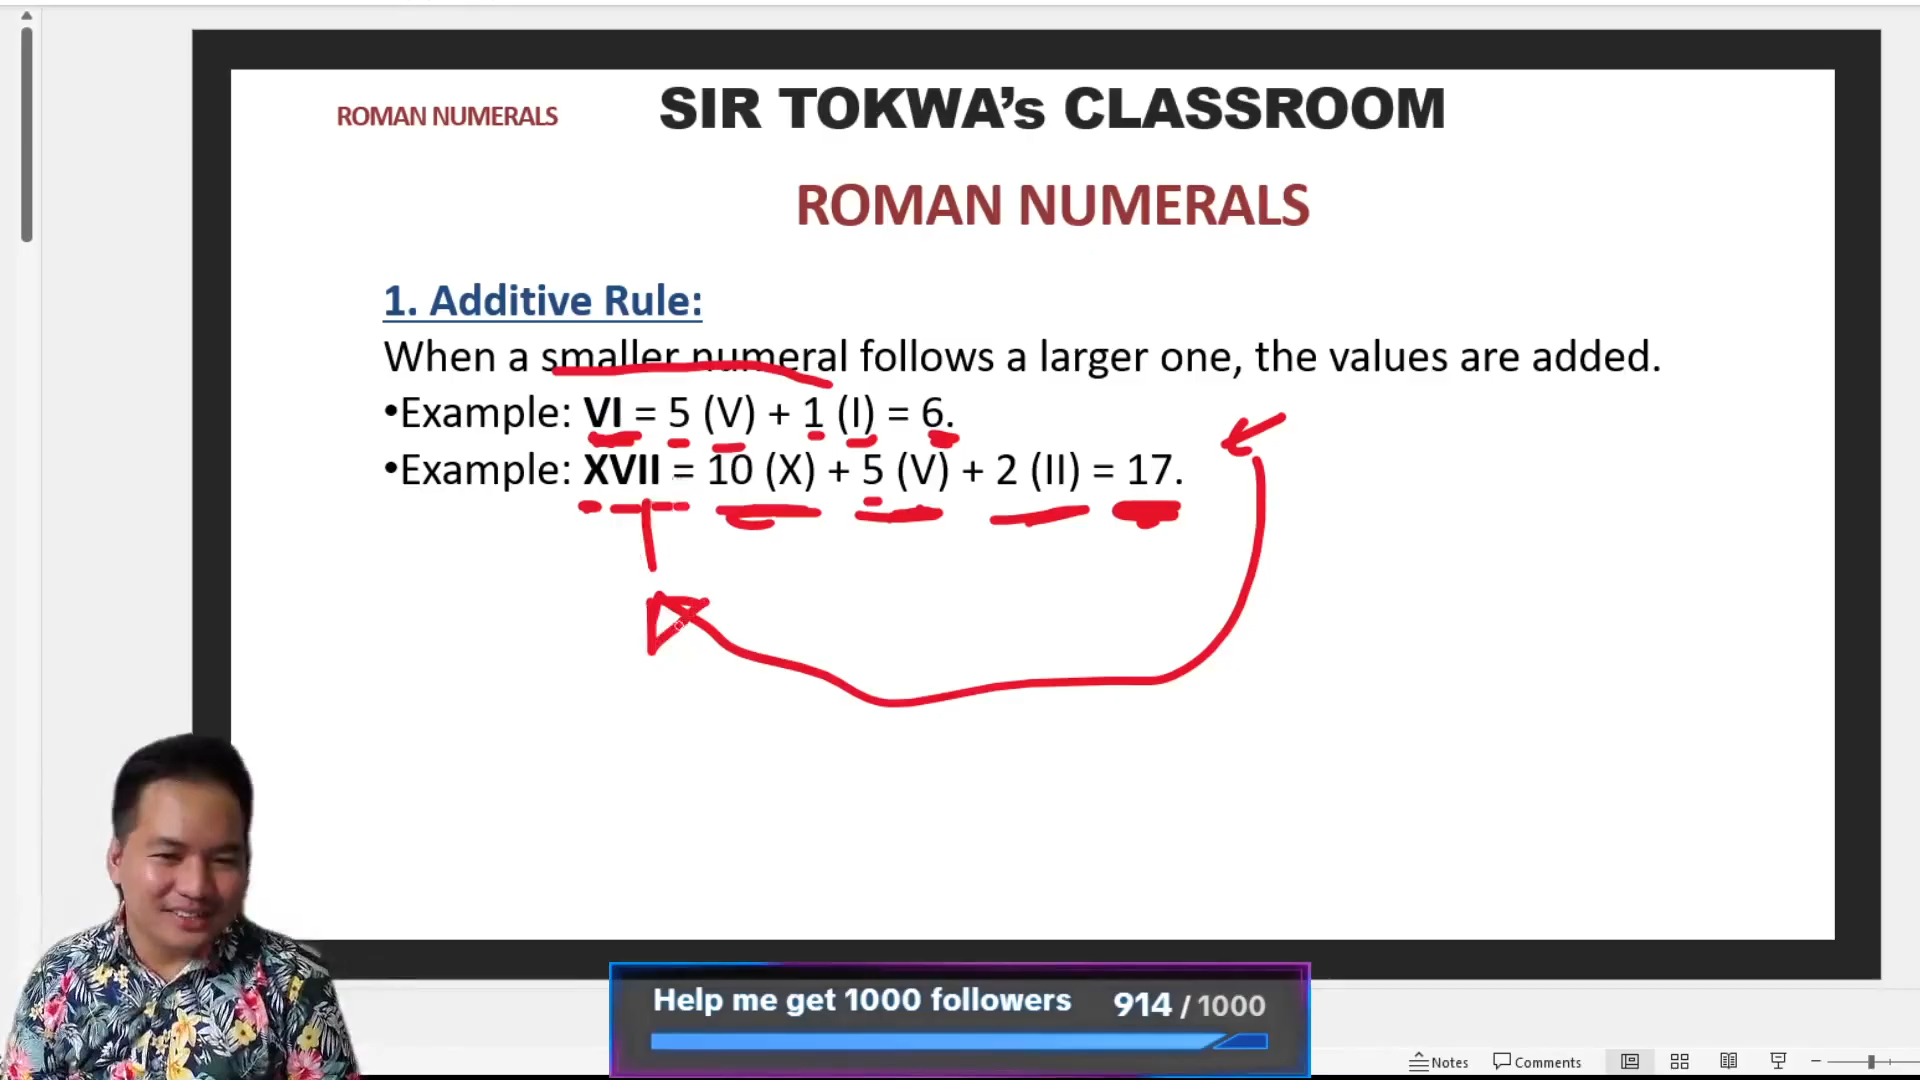 ROMAN NUMERALS
SIR TOKWA's CLASSROOM
ROMAN NUMERALS
1. Additive Rule:
When a smaller numeral follows a larger one, the values are added.
•Example: VI = 5 (V) + 1 (I) = 6.
•Example: XVII = 10 (X) + 5 (V) + 2 (II) = 17.
Help me get 1000 followers 914 / 1000
Notes Comments